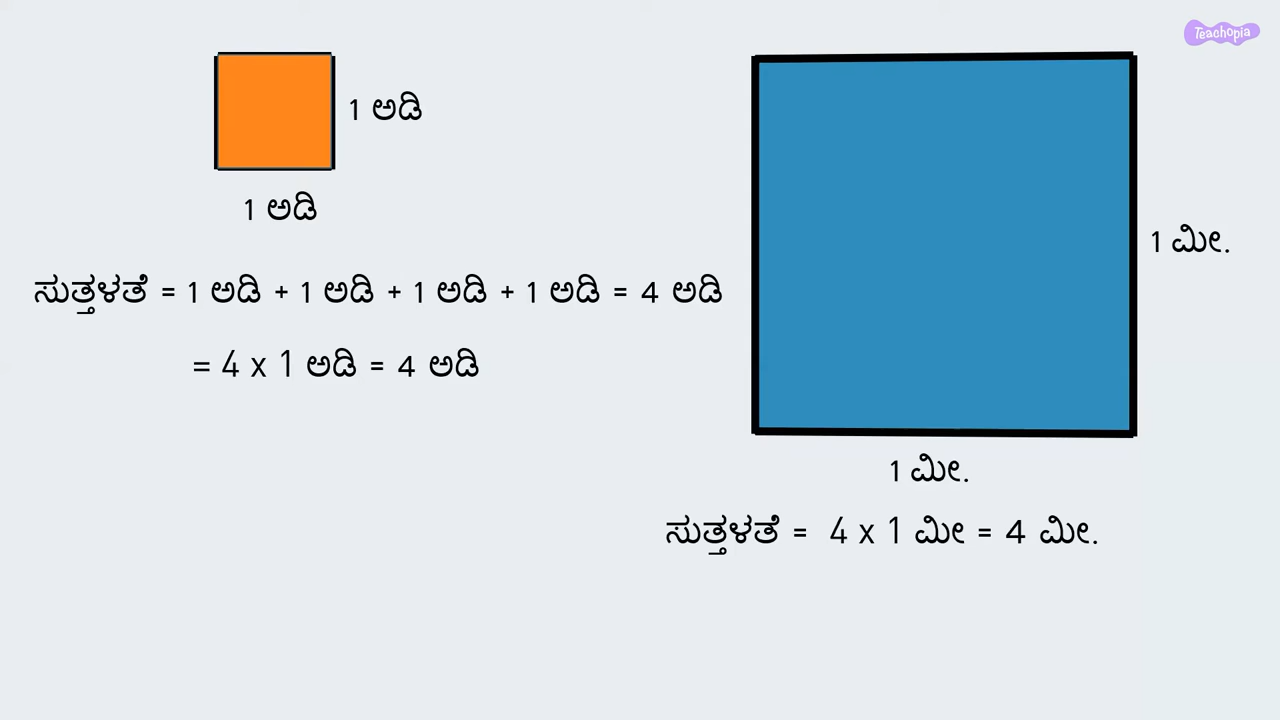 Teachopia
1 ಅಡಿ
1 ಅಡಿ
ಸುತ್ತಳತೆ = 1 ಅಡಿ + 1 ಅಡಿ + 1 ಅಡಿ + 1 ಅಡಿ = 4 ಅಡಿ
= 4 x 1 ಅಡಿ = 4 ಅಡಿ
1 ಮೀ.
1 ಮೀ.
ಸುತ್ತಳತೆ = 4 x 1 ಮೀ = 4 ಮೀ.